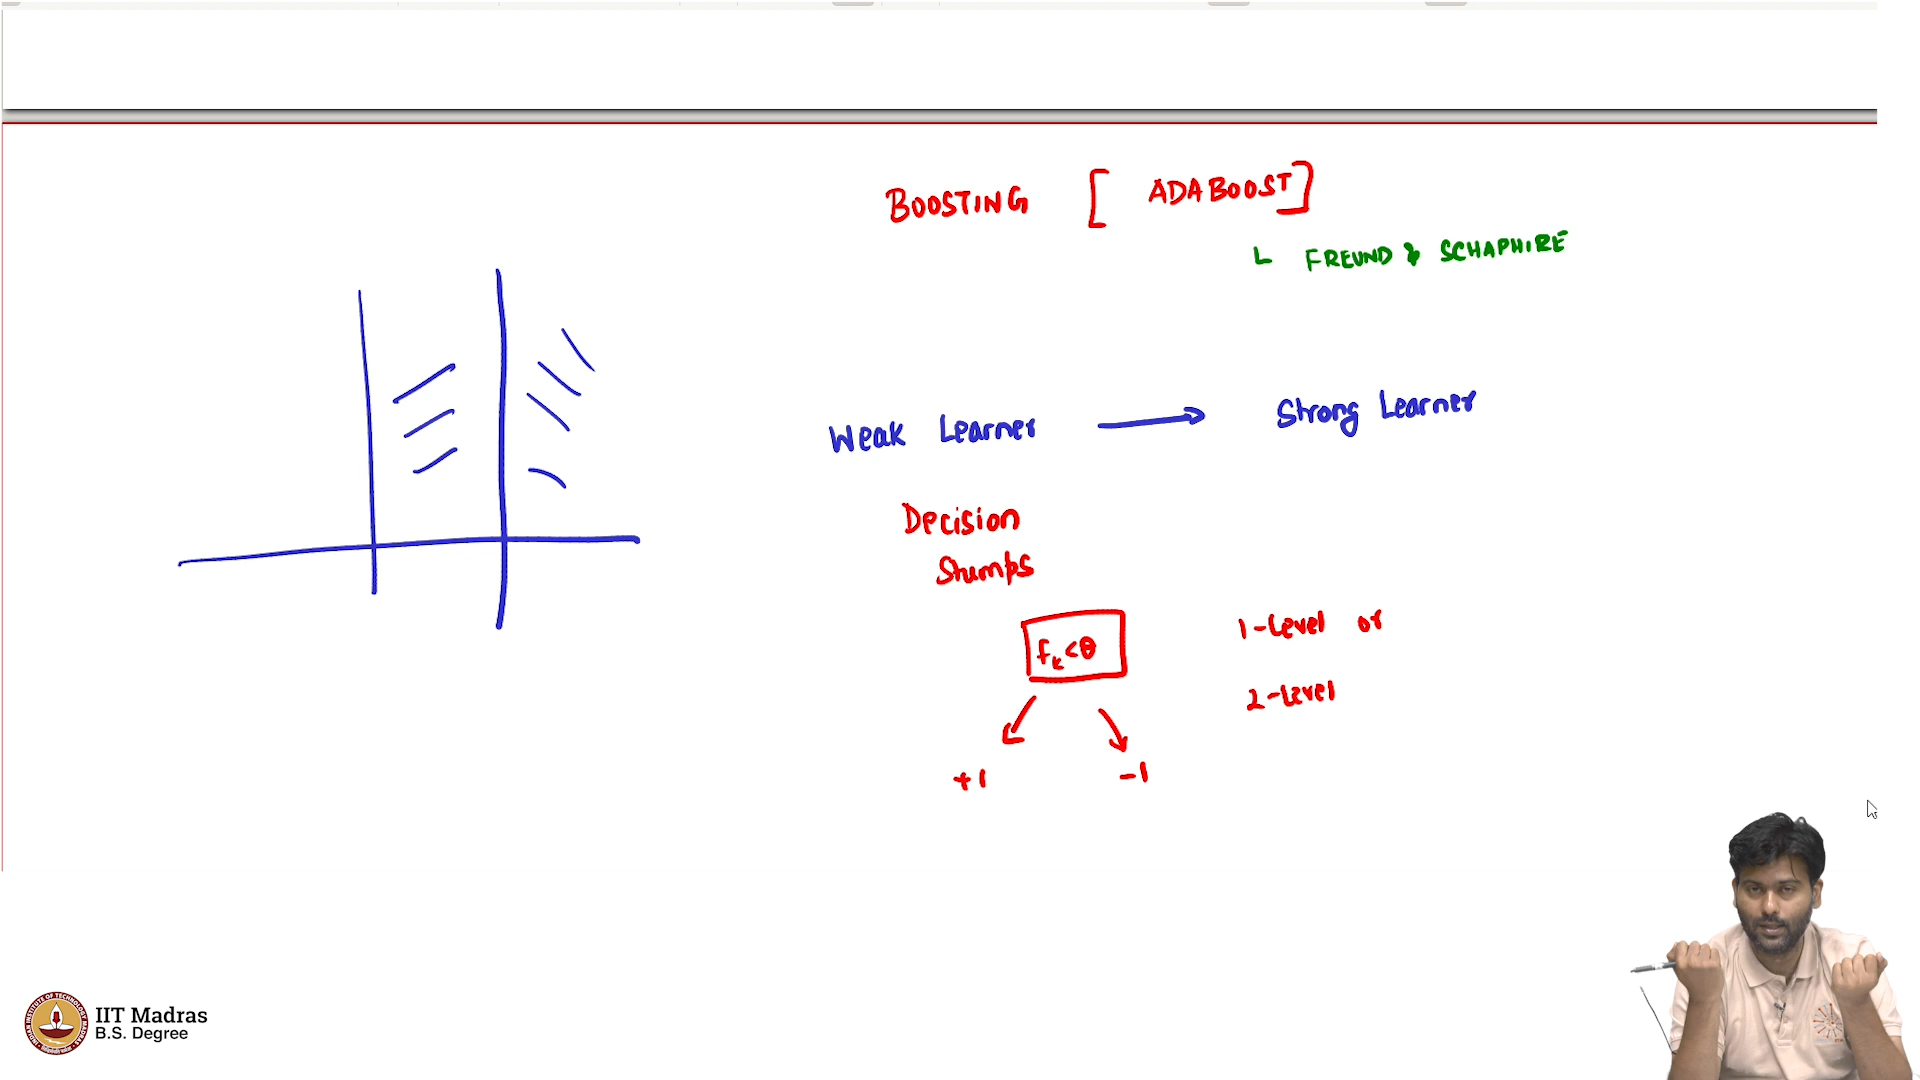 BOOSTING [ ADABOOST]
FREUND & SCHAPHIRE
Weak Learner → Strong Learner
Decision
Stumps
fₖ<θ
1-Level or
2-Level
+1 -1
IIT Madras
B.S. Degree